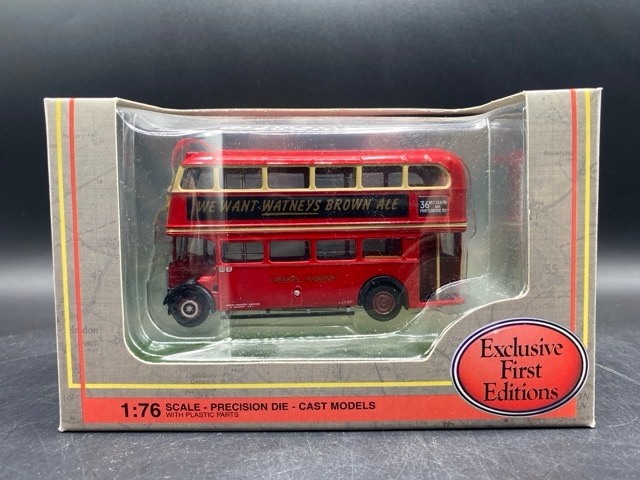 WE WANT WATNEYS BROWN ALE
36
Exclusive
First
Editions
1:76 SCALE - PRECISION DIE - CAST MODELS
WITH PLASTIC PARTS